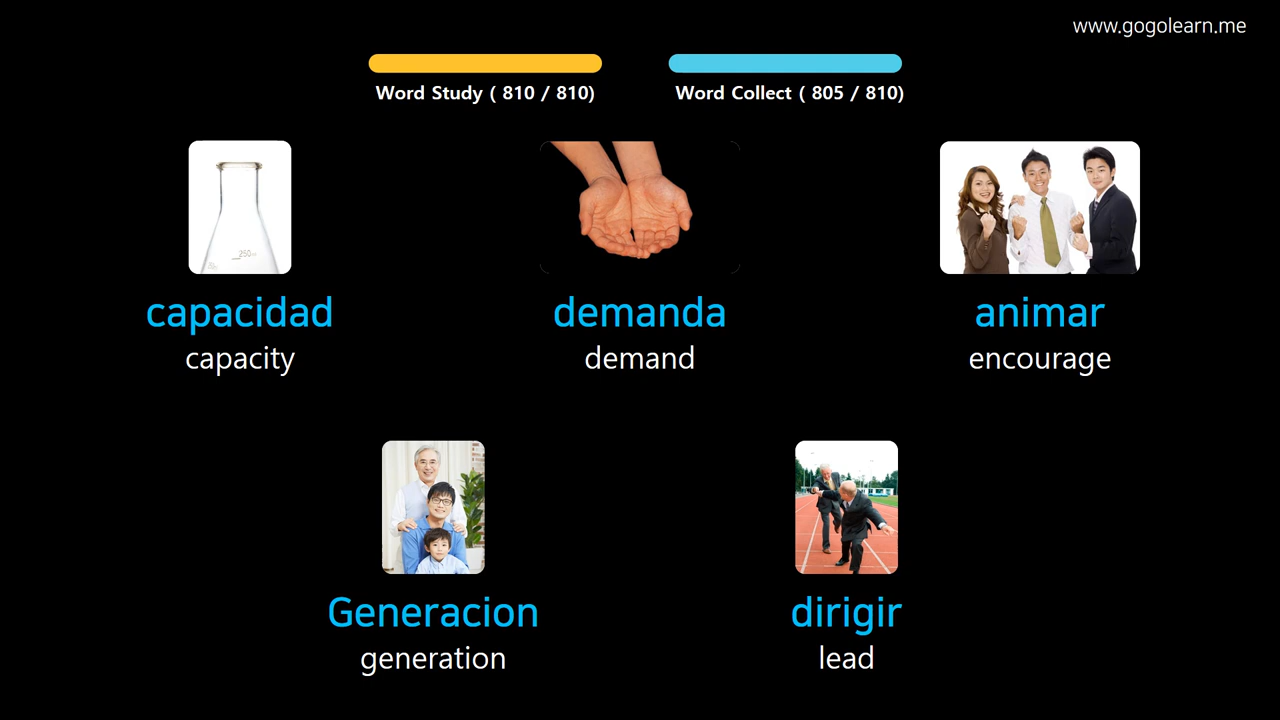 www.gogolearn.me
Word Study ( 810 / 810)
Word Collect ( 805 / 810)
capacidad
capacity
demanda
demand
animar
encourage
Generacion
generation
dirigir
lead